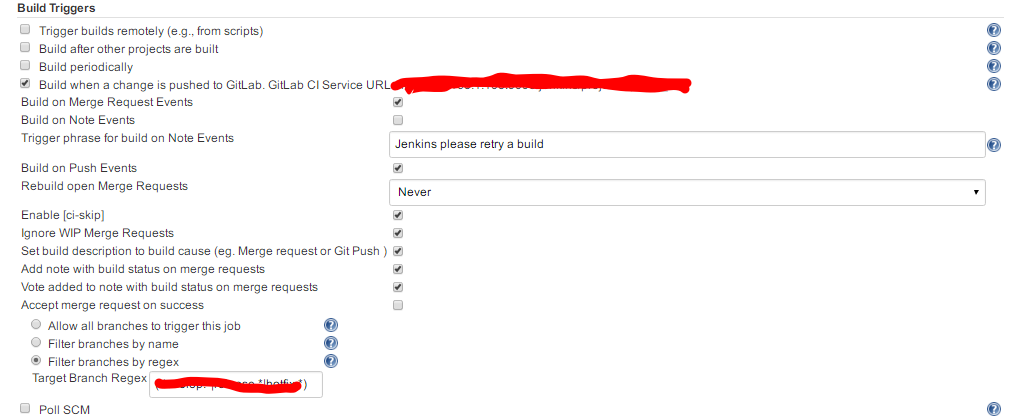 Build Triggers
Trigger builds remotely (e.g., from scripts)
Build after other projects are built
Build periodically
Build when a change is pushed to GitLab. GitLab CI Service URL
Build on Merge Request Events
Build on Note Events
Trigger phrase for build on Note Events
Jenkins please retry a build
Build on Push Events
Rebuild open Merge Requests
Never
Enable [ci-skip]
Ignore WIP Merge Requests
Set build description to build cause (eg. Merge request or Git Push )
Add note with build status on merge requests
Vote added to note with build status on merge requests
Accept merge request on success
Allow all branches to trigger this job
Filter branches by name
Filter branches by regex
Target Branch Regex
Poll SCM